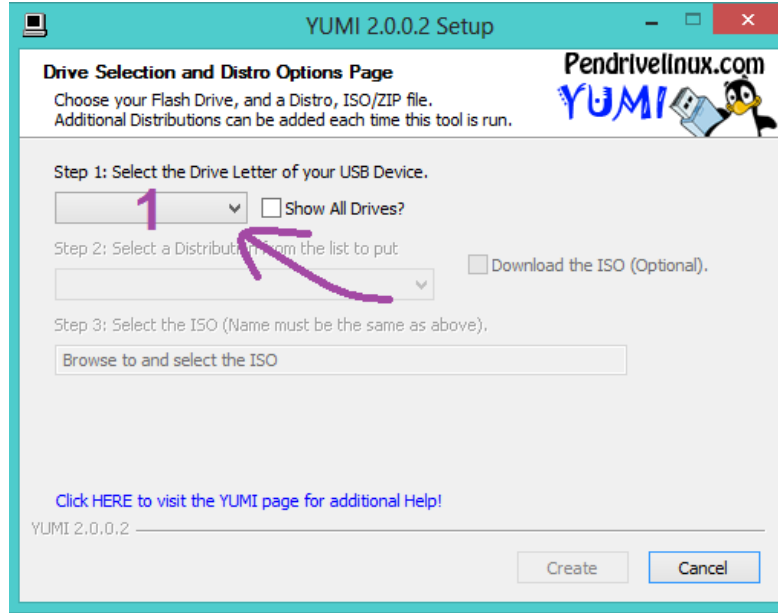 YUMI 2.0.0.2 Setup
Drive Selection and Distro Options Page
Choose your Flash Drive, and a Distro, ISO/ZIP file.
Additional Distributions can be added each time this tool is run.
Pendrivelinux.com
YUMI
Step 1: Select the Drive Letter of your USB Device.
1
Show All Drives?
Step 2: Select a Distribution from the list to put
Download the ISO (Optional).
Step 3: Select the ISO (Name must be the same as above).
Browse to and select the ISO
Click HERE to visit the YUMI page for additional Help!
YUMI 2.0.0.2
Create
Cancel